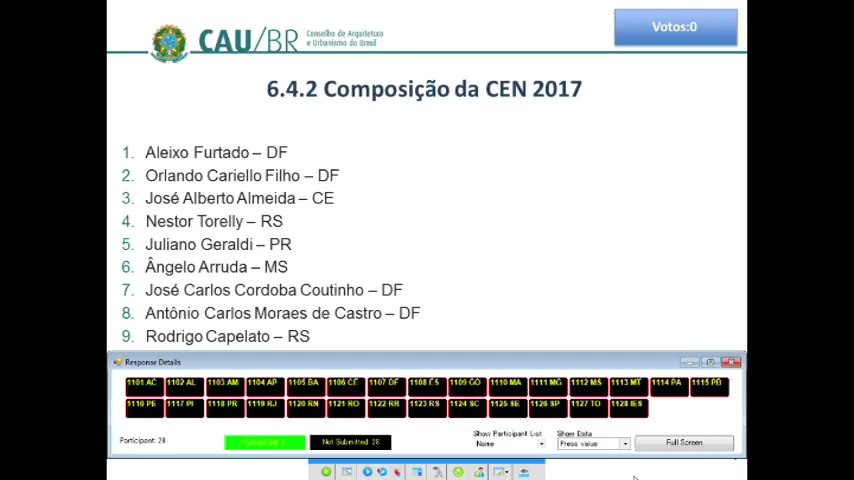 CAU/BR
Conselho de Arquitetura
e Urbanismo do Brasil
Votos:0
6.4.2 Composição da CEN 2017
1. Aleixo Furtado – DF
2. Orlando Cariello Filho – DF
3. José Alberto Almeida – CE
4. Nestor Torelly – RS
5. Juliano Geraldi – PR
6. Ângelo Arruda – MS
7. José Carlos Cordoba Coutinho – DF
8. Antônio Carlos Moraes de Castro – DF
9. Rodrigo Capelato – RS
Response Details
1101 AC 1102 AL 1103 AM 1104 AP 1105 BA 1106 CE 1107 DF 1108 ES 1109 GO 1110 MA 1111 MG 1112 MS 1113 MT 1114 PA 1115 PB
1116 PE 1117 PI 1118 PR 1119 RJ 1120 RN 1121 RO 1122 RR 1123 RS 1124 SC 1125 SE 1126 SP 1127 TO 1128 IES
Participant: 28
Not Submitted 28
Show Participant List
Name
Show Data
Press value
Full Screen